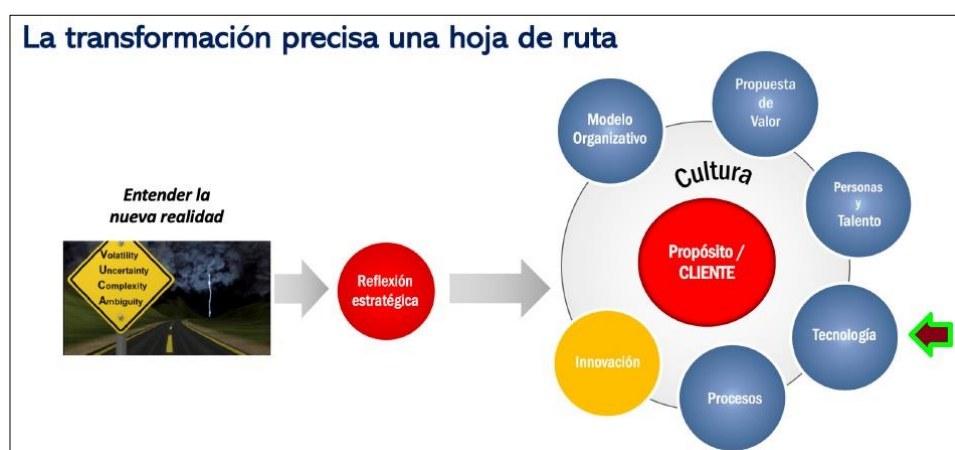 La transformación precisa una hoja de ruta
Entender la
nueva realidad
Volatility
Uncertainty
Complexity
Ambiguity
Reflexión
estratégica
Modelo
Organizativo
Propuesta
de
Valor
Cultura
Personas
y
Talento
Propósito /
CLIENTE
Tecnología
Innovación
Procesos